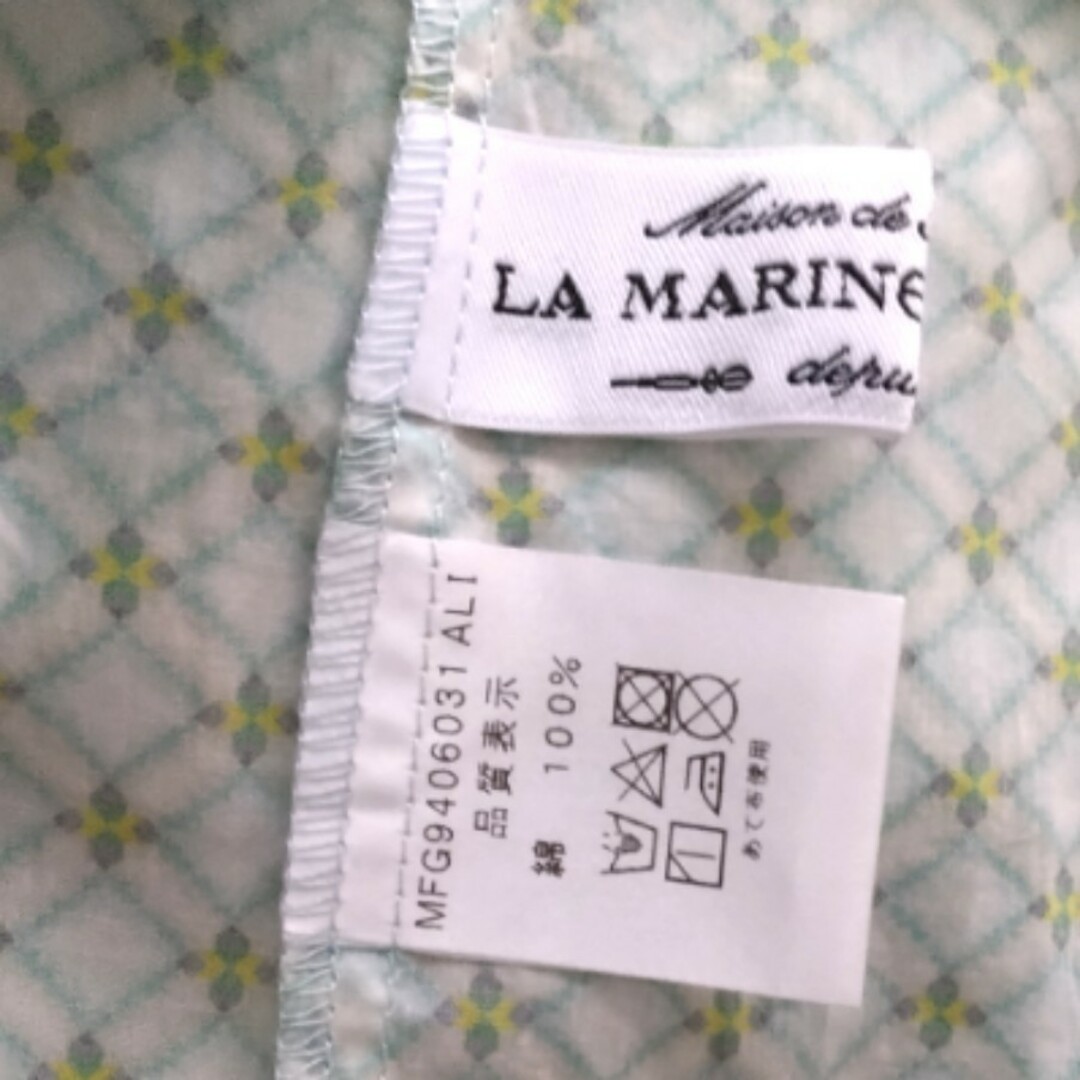 Maison de
LA MARINE
depu
MFG9406031 ALI
品質表示
綿 100%
あて布使用